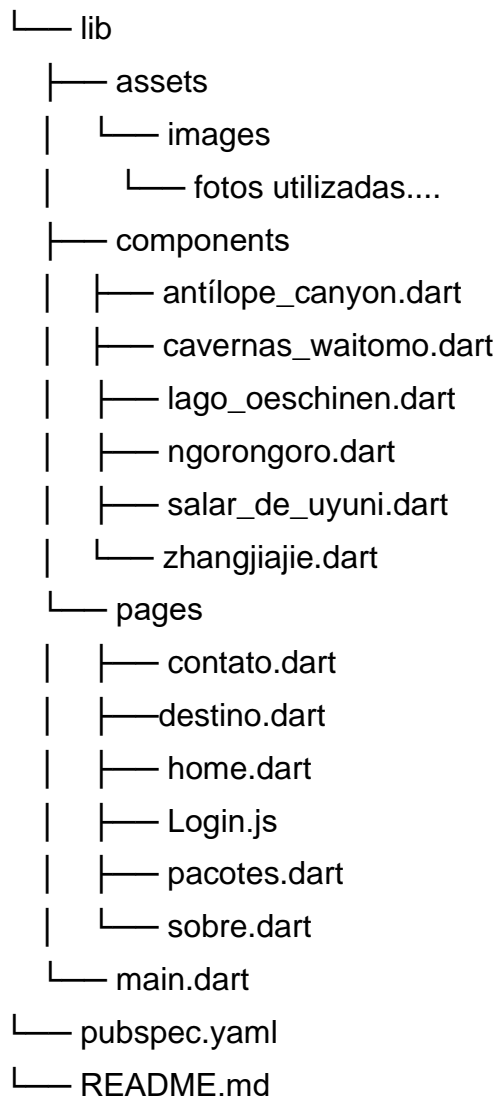 └── lib
├── assets
│ └── images
│ └── fotos utilizadas....
├── components
│ ├── antílope_canyon.dart
│ ├── cavernas_waitomo.dart
│ ├── lago_oeschinen.dart
│ ├── ngorongoro.dart
│ ├── salar_de_uyuni.dart
│ └── zhangjiajie.dart
└── pages
│ ├── contato.dart
│ ├──destino.dart
│ ├── home.dart
│ ├── Login.js
│ ├── pacotes.dart
│ └── sobre.dart
└── main.dart
└── pubspec.yaml
└── README.md